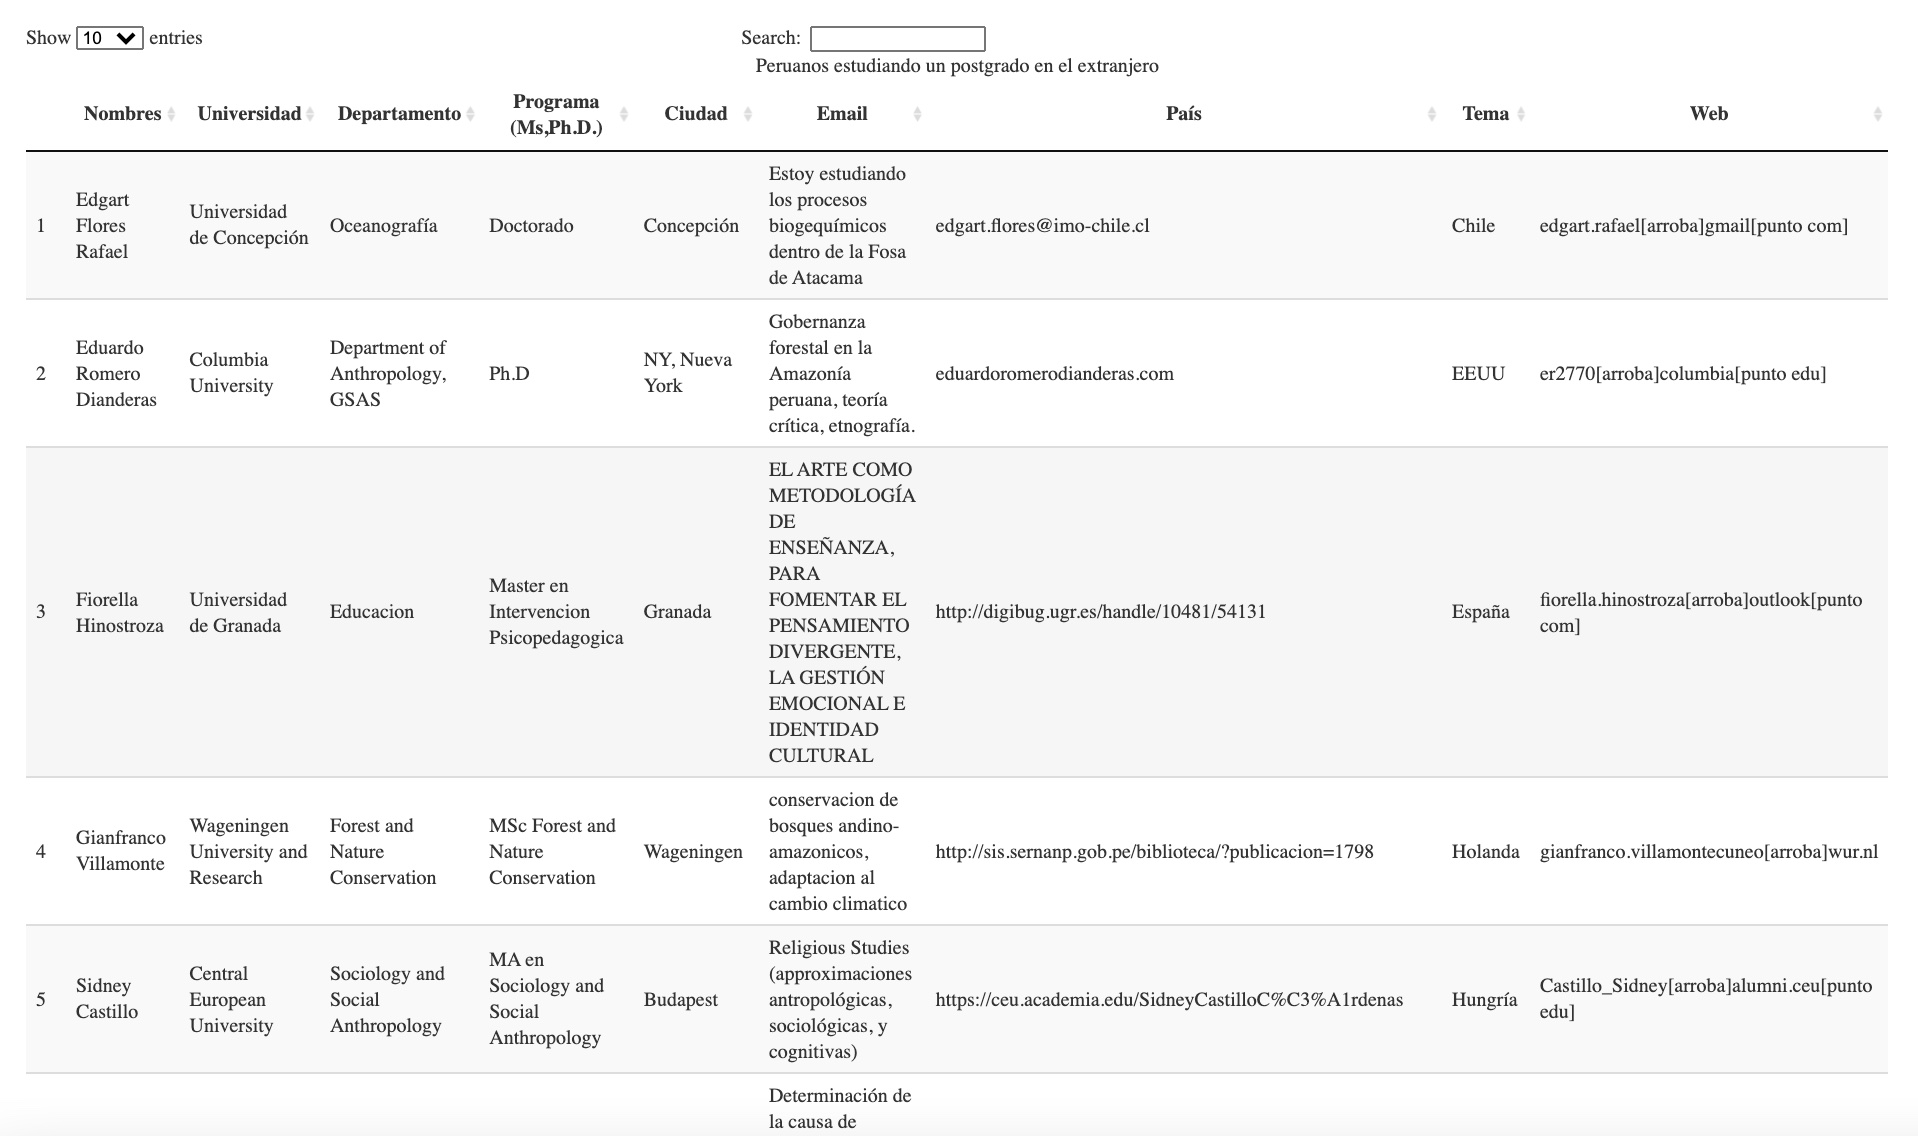 Show 10 entries
Search:
Peruanos estudiando un postgrado en el extranjero
Nombres Universidad Departamento Programa (Ms,Ph.D.) Ciudad Email País Tema Web
1
Edgart
Flores
Rafael
Universidad
de Concepción
Oceanografía
Doctorado
Concepción
Estoy estudiando
los procesos
biogequímicos
dentro de la Fosa
de Atacama
edgart.flores@imo-chile.cl
Chile
edgart.rafael[arroba]gmail[punto com]
2
Eduardo
Romero
Dianderas
Columbia
University
Department of
Anthropology,
GSAS
Ph.D
NY, Nueva
York
Gobernanza
forestal en la
Amazonía
peruana, teoría
crítica, etnografía.
eduardoromerodianderas.com
EEUU
er2770[arroba]columbia[punto edu]
3
Fiorella
Hinostroza
Universidad
de Granada
Educacion
Master en
Intervencion
Psicopedagogica
Granada
EL ARTE COMO
METODOLOGÍA
DE
ENSEÑANZA,
PARA
FOMENTAR EL
PENSAMIENTO
DIVERGENTE,
LA GESTIÓN
EMOCIONAL E
IDENTIDAD
CULTURAL
http://digibug.ugr.es/handle/10481/54131
España
fiorella.hinostroza[arroba]outlook[punto
com]
4
Gianfranco
Villamonte
Wageningen
University and
Research
Forest and
Nature
Conservation
MSc Forest and
Nature
Conservation
Wageningen
conservacion de
bosques andino-
amazonicos,
adaptacion al
cambio climatico
http://sis.sernanp.gob.pe/biblioteca/?publicacion=1798
Holanda
gianfranco.villamontecuneo[arroba]wur.nl
5
Sidney
Castillo
Central
European
University
Sociology and
Social
Anthropology
MA en
Sociology and
Social
Anthropology
Budapest
Religious Studies
(approximaciones
antropológicas,
sociológicas, y
cognitivas)
https://ceu.academia.edu/SidneyCastilloC%C3%A1rdenas
Hungría
Castillo_Sidney[arroba]alumni.ceu[punto
edu]
Determinación de
la causa de